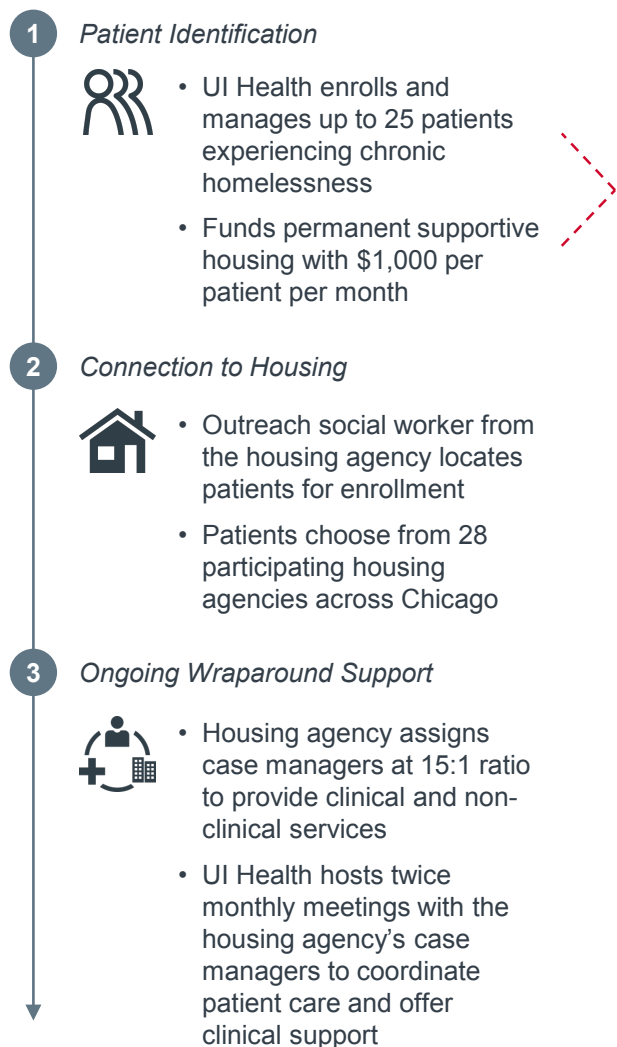 1
Patient Identification
• UI Health enrolls and
manages up to 25 patients
experiencing chronic
homelessness
• Funds permanent supportive
housing with $1,000 per
patient per month
2
Connection to Housing
• Outreach social worker from
the housing agency locates
patients for enrollment
• Patients choose from 28
participating housing
agencies across Chicago
3
Ongoing Wraparound Support
• Housing agency assigns
case managers at 15:1 ratio
to provide clinical and non-
clinical services
• UI Health hosts twice
monthly meetings with the
housing agency’s case
managers to coordinate
patient care and offer
clinical support